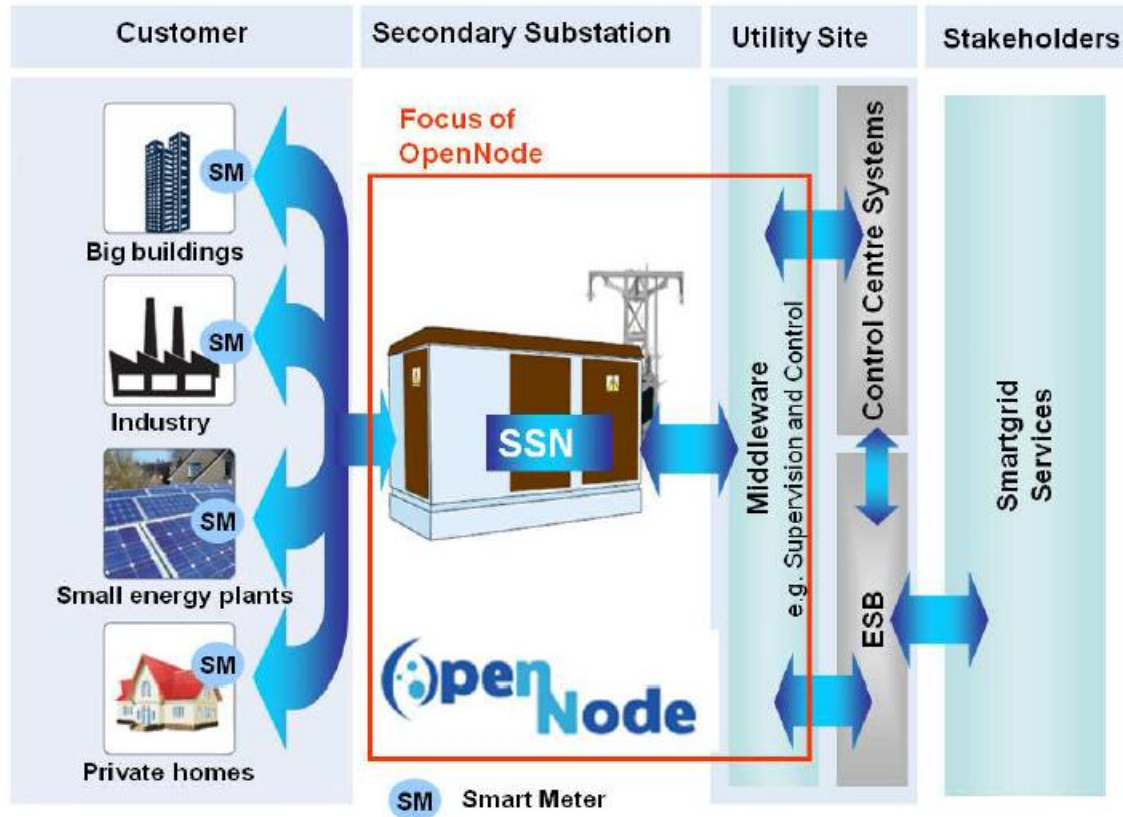 Customer
Secondary Substation
Utility Site
Stakeholders
Focus of
OpenNode
SM
Big buildings
SM
Industry
SM
Small energy plants
SM
Private homes
SSN
OpenNode
SM Smart Meter
Middleware
e.g. Supervision and Control
Control Centre Systems
ESB
Smartgrid
Services